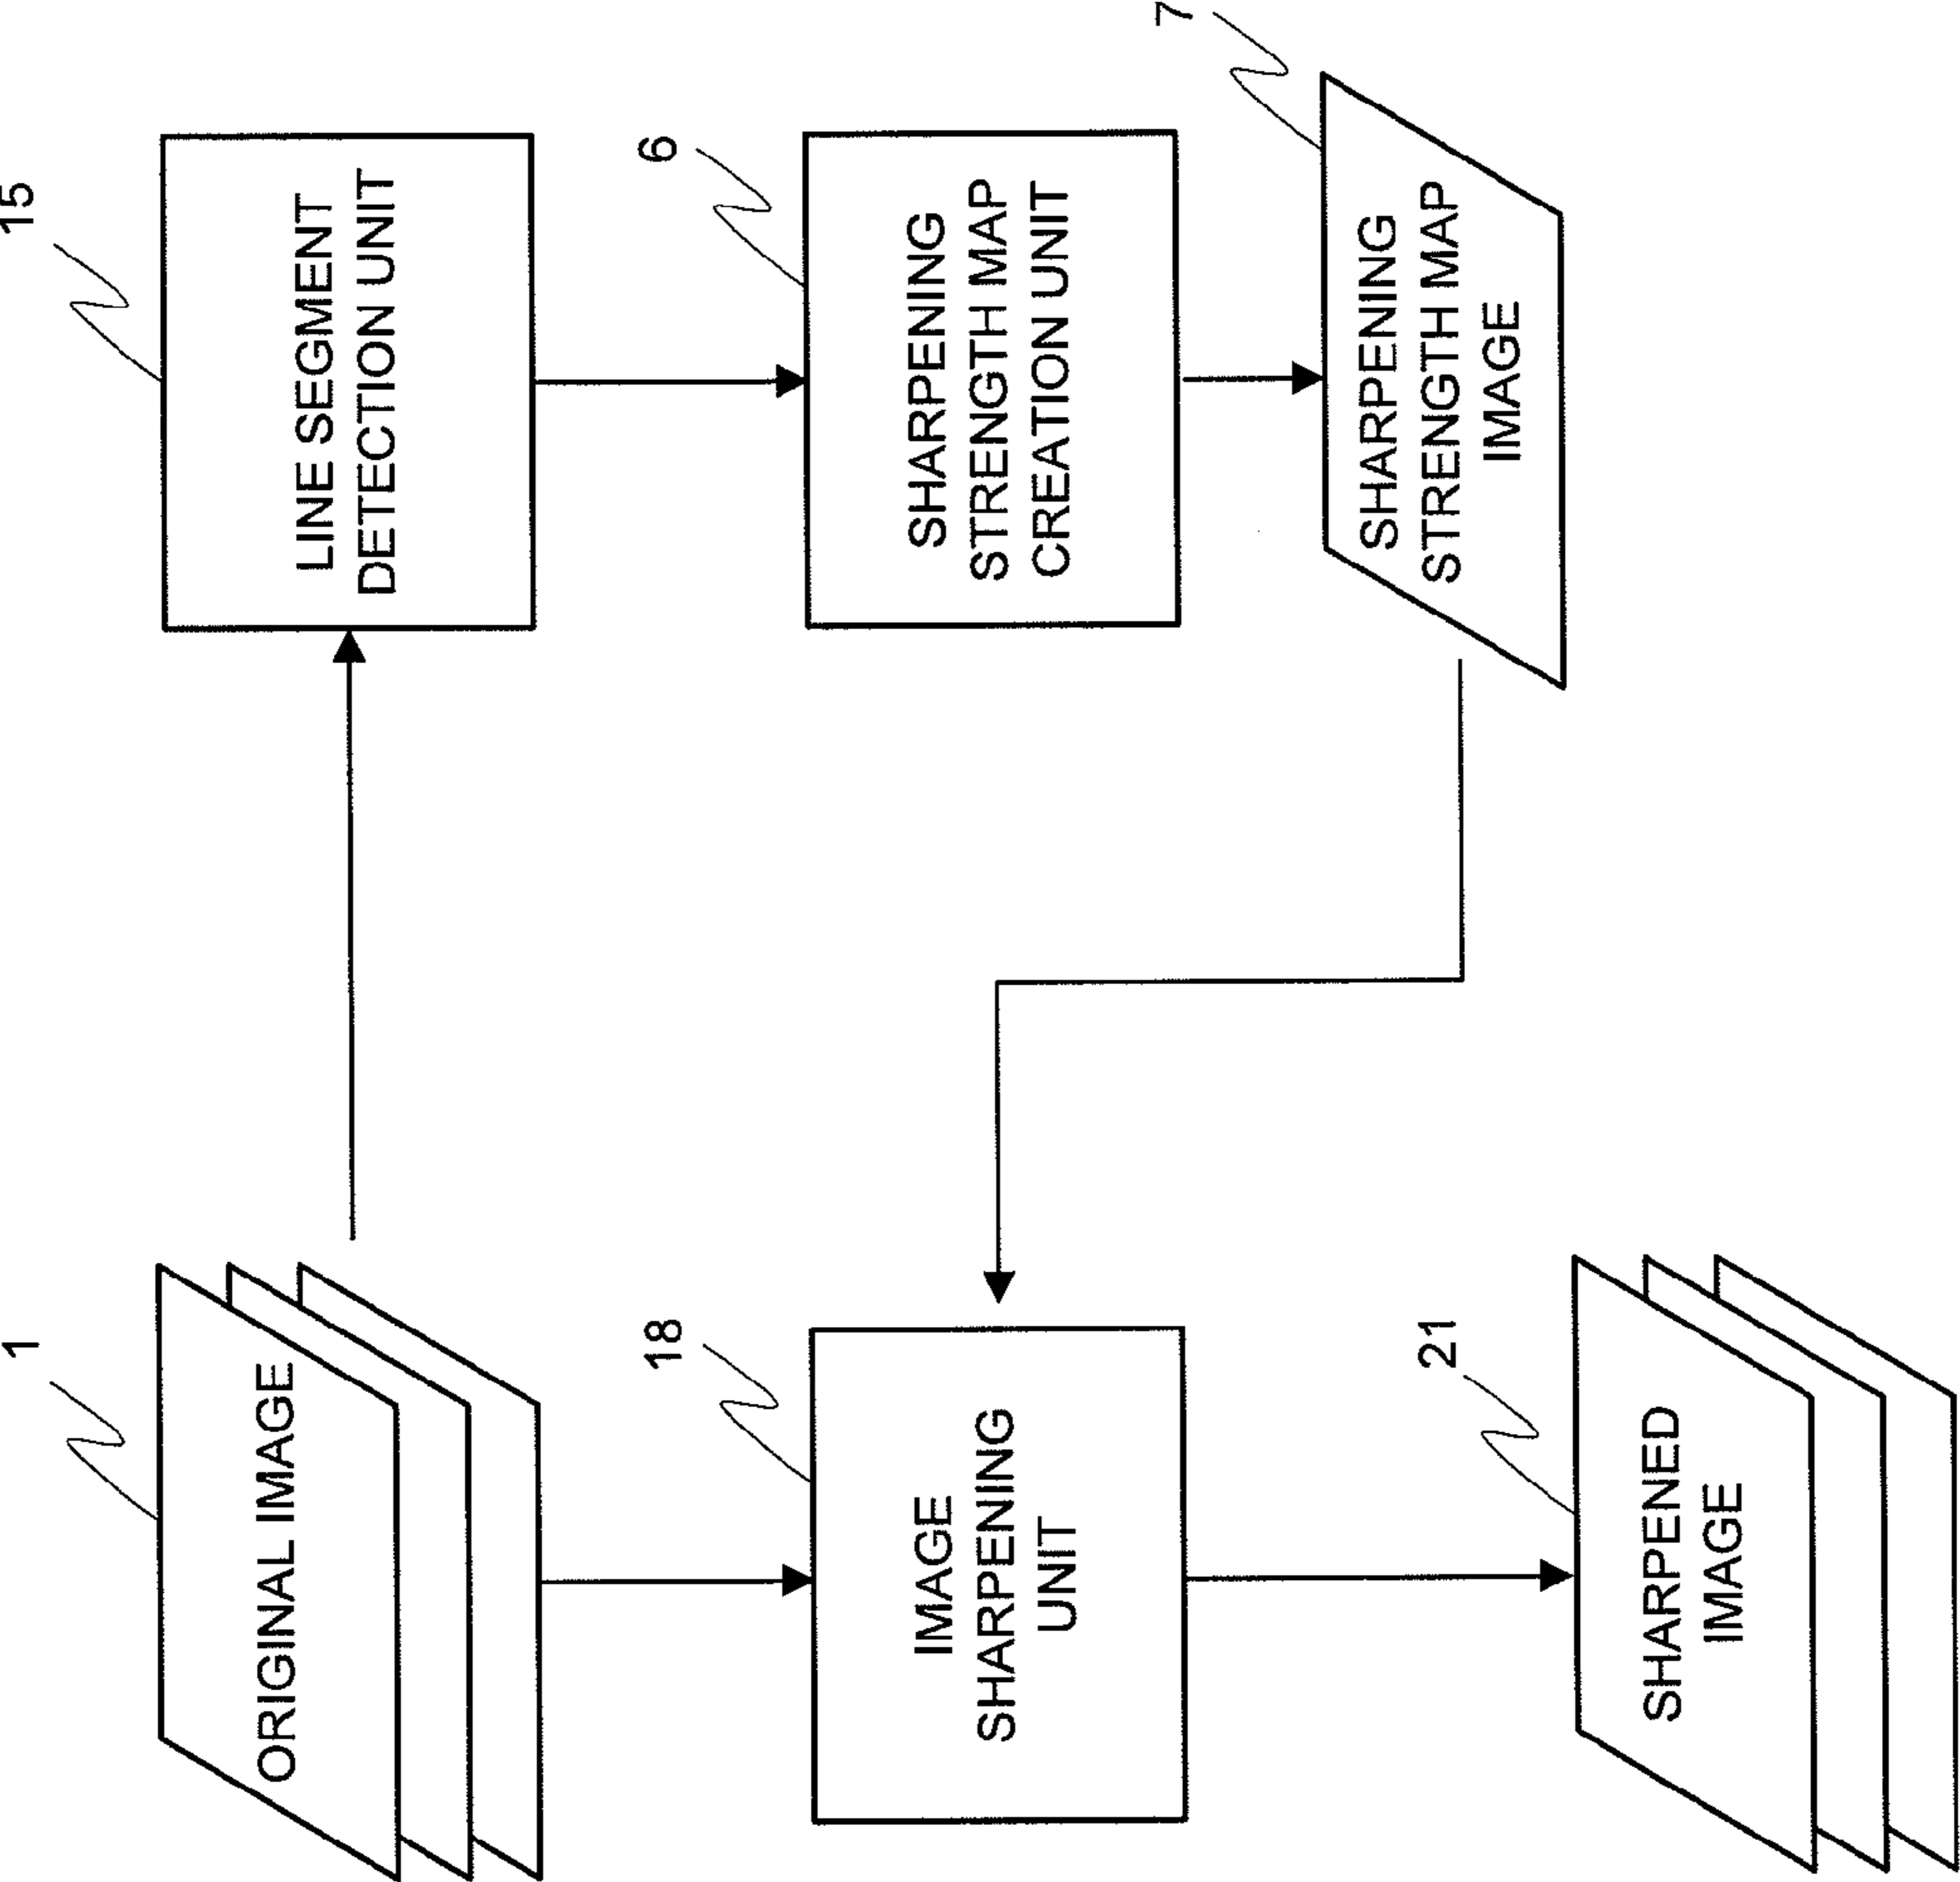 1
ORIGINAL IMAGE
15
LINE SEGMENT
DETECTION UNIT
18
IMAGE
SHARPENING
UNIT
6
SHARPENING
STRENGTH MAP
CREATION UNIT
21
SHARPENED
IMAGE
7
SHARPENING
STRENGTH MAP
IMAGE